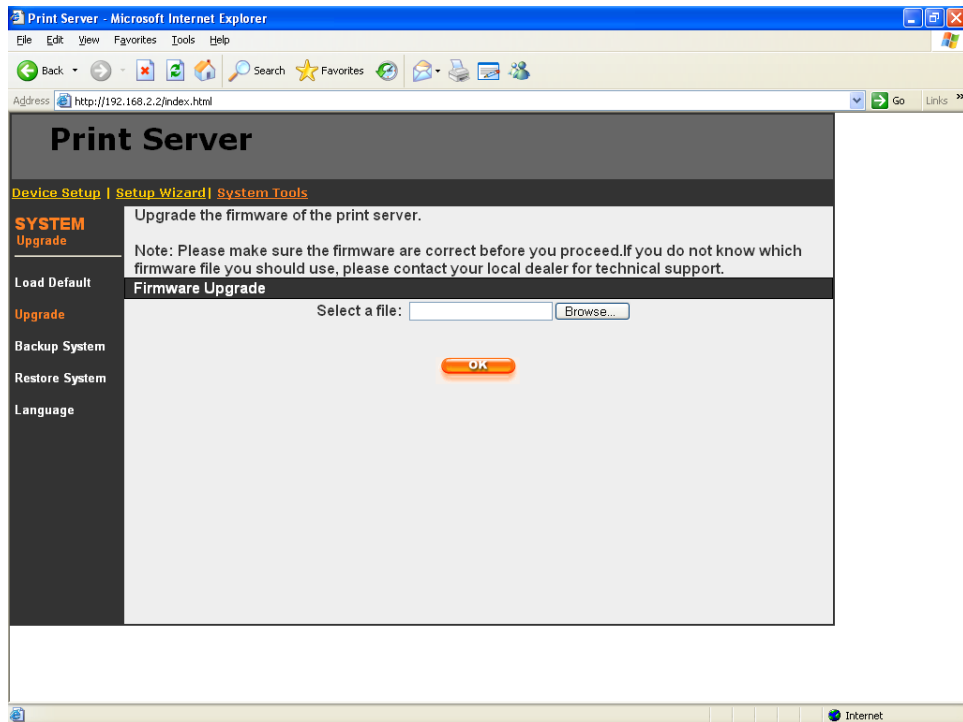 Print Server - Microsoft Internet Explorer
File Edit View Favorites Tools Help
Back Search Favorites
Address http://192.168.2.2/index.html Go Links »
Print Server
Device Setup | Setup Wizard| System Tools
SYSTEM
Upgrade
Load Default
Upgrade
Backup System
Restore System
Language
Upgrade the firmware of the print server.
Note: Please make sure the firmware are correct before you proceed.If you do not know which
firmware file you should use, please contact your local dealer for technical support.
Firmware Upgrade
Select a file: Browse...
OK
Internet